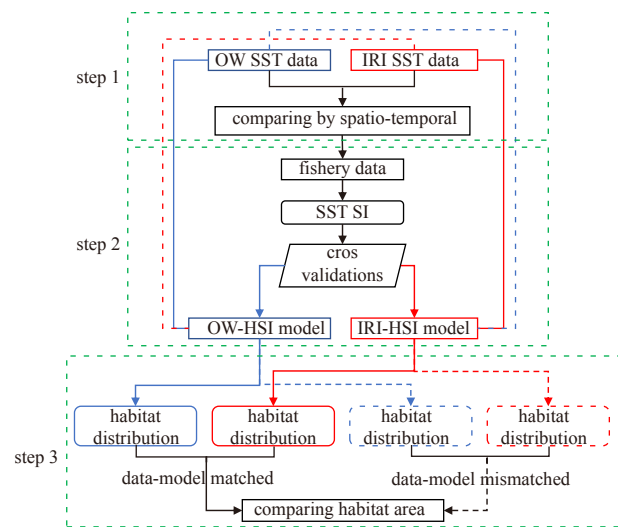 step 1
OW SST data
IRI SST data
comparing by spatio-temporal
step 2
fishery data
SST SI
cros
validations
OW-HSI model
IRI-HSI model
step 3
habitat
distribution
habitat
distribution
habitat
distribution
habitat
distribution
data-model matched
data-model mismatched
comparing habitat area